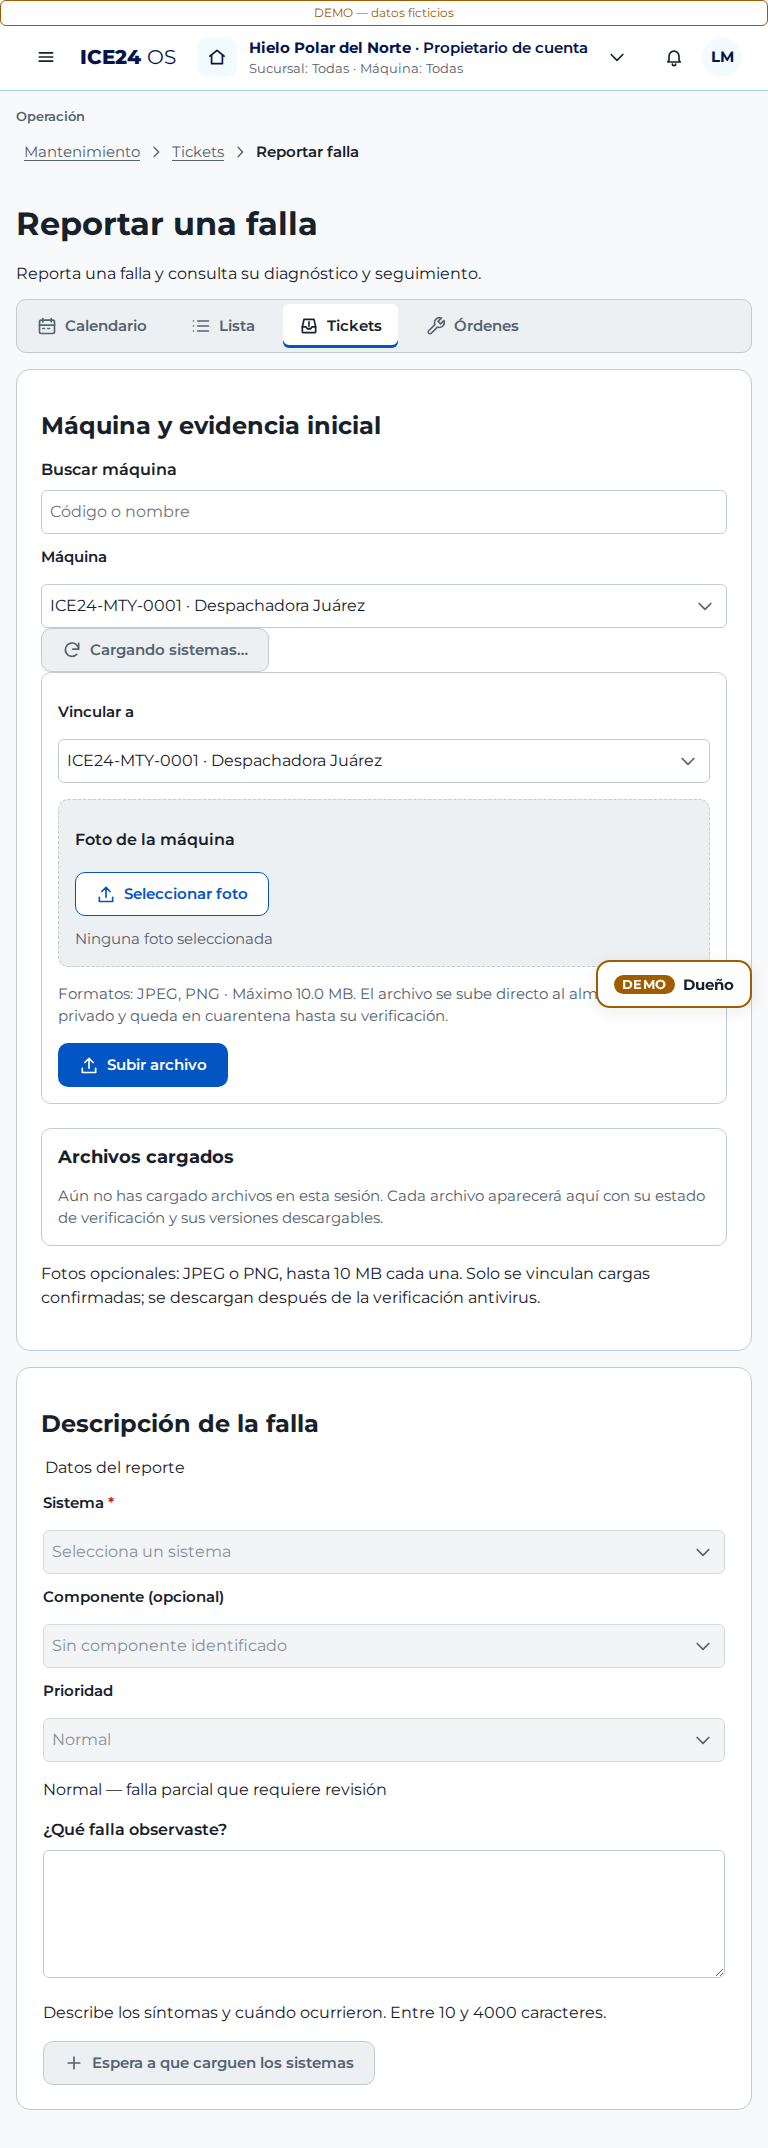 DEMO — datos ficticios
ICE24 OS
Hielo Polar del Norte · Propietario de cuenta
Sucursal: Todas · Máquina: Todas
LM
Operación
Mantenimiento > Tickets > Reportar falla
Reportar una falla
Reporta una falla y consulta su diagnóstico y seguimiento.
Calendario Lista Tickets Órdenes
Máquina y evidencia inicial
Buscar máquina
Código o nombre
Máquina
ICE24-MTY-0001 · Despachadora Juárez
Cargando sistemas...
Vincular a
ICE24-MTY-0001 · Despachadora Juárez
Foto de la máquina
Seleccionar foto
Ninguna foto seleccionada
DEMO Dueño
Formatos: JPEG, PNG · Máximo 10.0 MB. El archivo se sube directo al
privado y queda en cuarentena hasta su verificación.
Subir archivo
Archivos cargados
Aún no has cargado archivos en esta sesión. Cada archivo aparecerá aquí con su estado
de verificación y sus versiones descargables.
Fotos opcionales: JPEG o PNG, hasta 10 MB cada una. Solo se vinculan cargas
confirmadas; se descargan después de la verificación antivirus.
Descripción de la falla
Datos del reporte
Sistema *
Selecciona un sistema
Componente (opcional)
Sin componente identificado
Prioridad
Normal
Normal — falla parcial que requiere revisión
¿Qué falla observaste?
Describe los síntomas y cuándo ocurrieron. Entre 10 y 4000 caracteres.
Espera a que carguen los sistemas